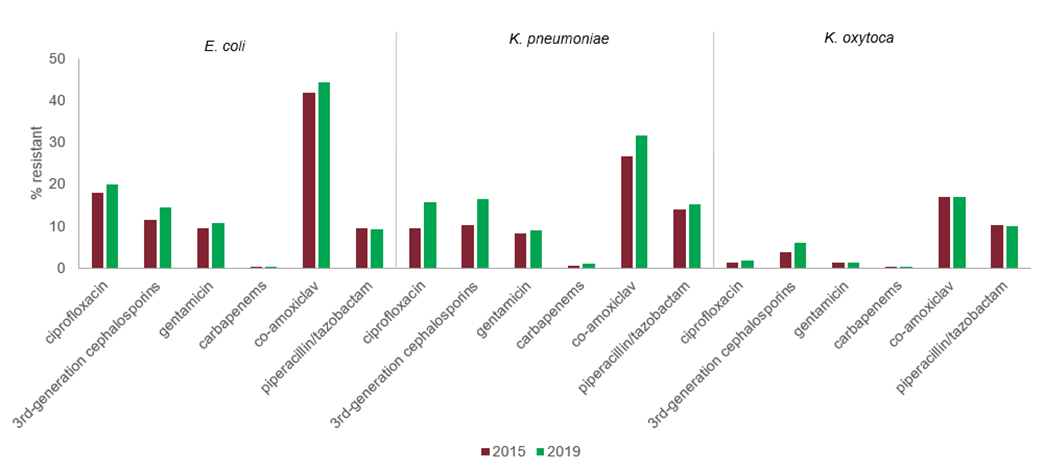 E. coli
K. pneumoniae
K. oxytoca
% resistant
50
40
30
20
10
0
ciprofloxacin
3rd-generation cephalosporins
gentamicin
carbapenems
co-amoxiclav
piperacillin/tazobactam
ciprofloxacin
3rd-generation cephalosporins
gentamicin
carbapenems
co-amoxiclav
piperacillin/tazobactam
ciprofloxacin
3rd-generation cephalosporins
gentamicin
carbapenems
co-amoxiclav
piperacillin/tazobactam
2015 2019